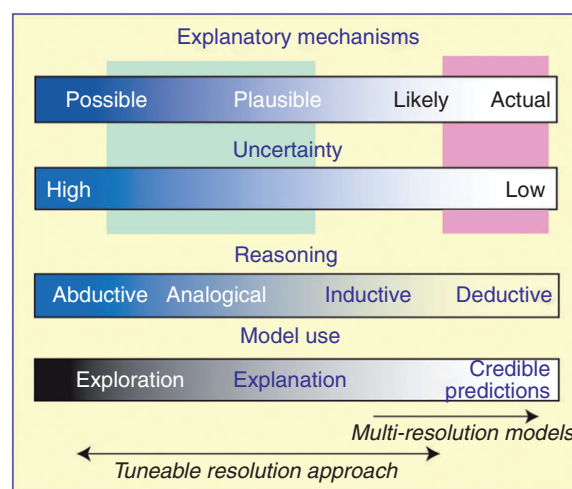 Explanatory mechanisms
Possible Plausible Likely Actual
Uncertainty
High Low
Reasoning
Abductive Analogical Inductive Deductive
Model use
Exploration Explanation Credible
predictions
Multi-resolution models
Tuneable resolution approach